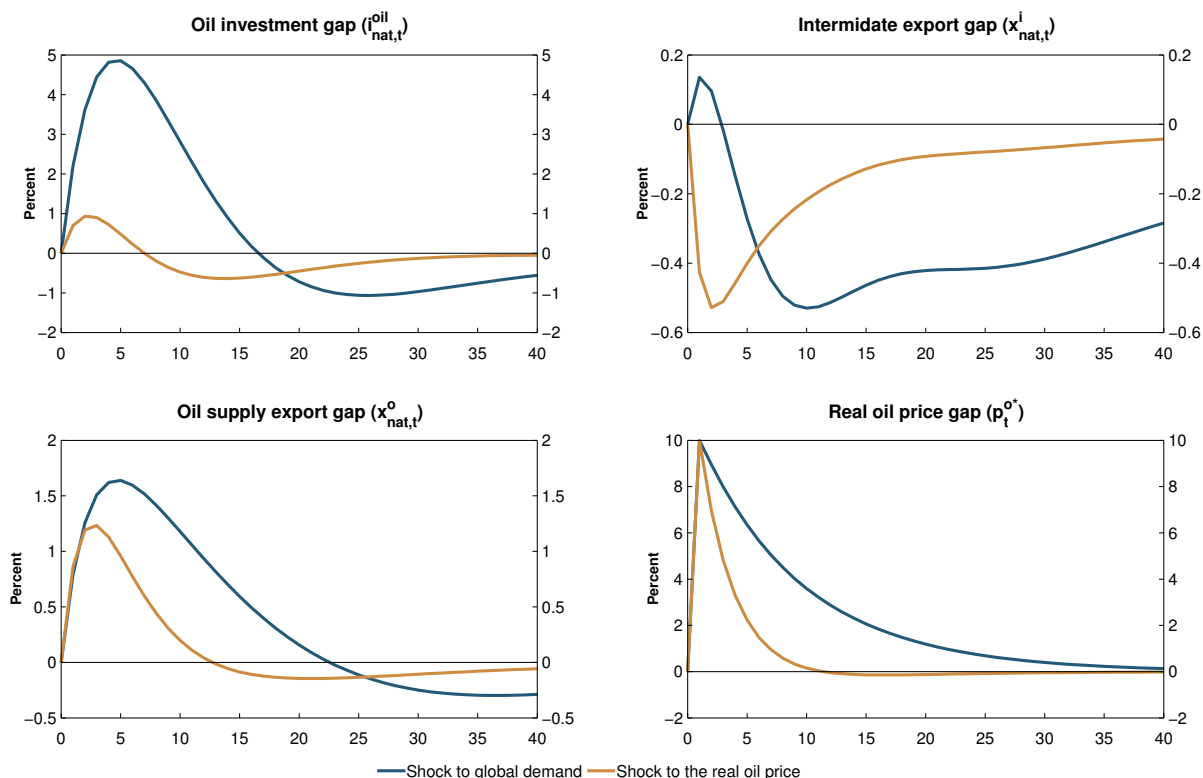 Oil investment gap (i^oil_nat,t)
Percent
5 4 3 2 1 0 −1 −2
5 4 3 2 1 0 −1 −2
0 5 10 15 20 25 30 35 40
Intermidate export gap (x^i_nat,t)
Percent
0.2 0 −0.2 −0.4 −0.6
0.2 0 −0.2 −0.4 −0.6
0 5 10 15 20 25 30 35 40
Oil supply export gap (x^o_nat,t)
Percent
2 1.5 1 0.5 0 −0.5
2 1.5 1 0.5 0 −0.5
0 5 10 15 20 25 30 35 40
Real oil price gap (p^o*_t)
Percent
10 8 6 4 2 0 −2
10 8 6 4 2 0 −2
0 5 10 15 20 25 30 35 40
Shock to global demand Shock to the real oil price